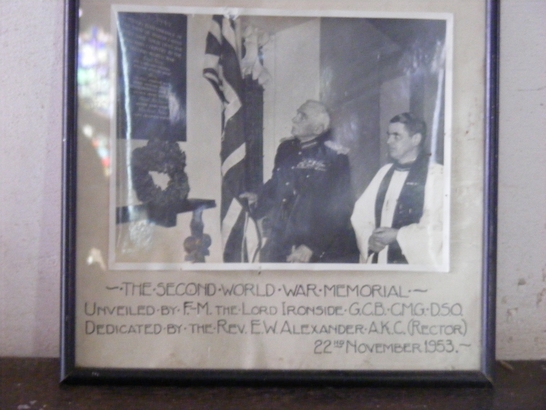 ~·THE·SECOND·WORLD·WAR·MEMORIAL·~
UNVEILED·BY·F-M. THE·LORD IRONSIDE·G.C.B.·CMG·D.S.O.
DEDICATED·BY·THE·REV. E.W ALEXANDER·A.K.C.(RECTOR)
22ND NOVEMBER 1953.~